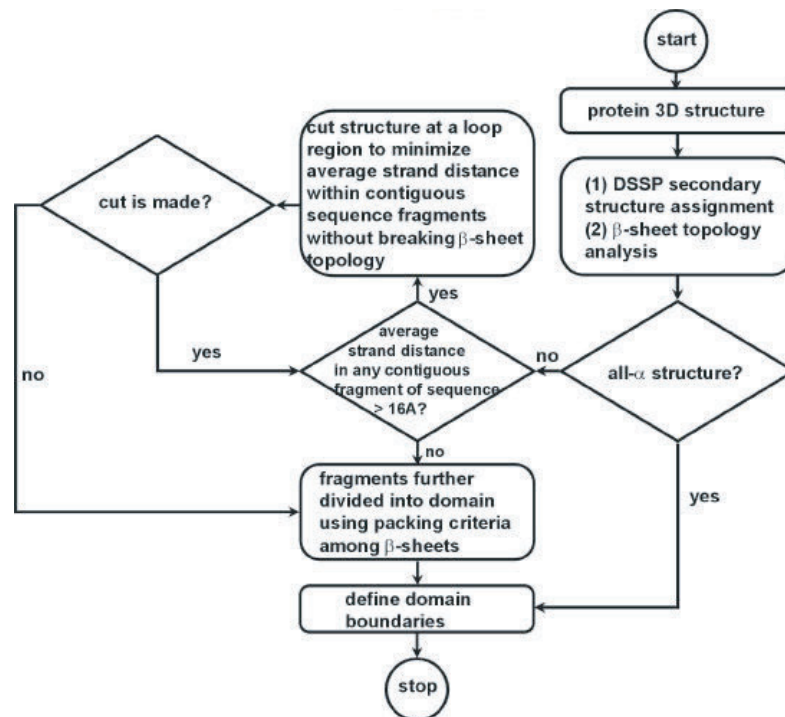 start
protein 3D structure
(1) DSSP secondary
structure assignment
(2) β-sheet topology
analysis
all-α structure?
no
yes
average
strand distance
in any contiguous
fragment of sequence
> 16A?
yes
no
cut structure at a loop
region to minimize
average strand distance
within contiguous
sequence fragments
without breaking β-sheet
topology
cut is made?
yes
no
fragments further
divided into domain
using packing criteria
among β-sheets
define domain
boundaries
stop